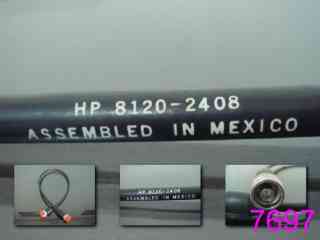 HP 8120-2408
ASSEMBLED IN MEXICO
HP 8120-2408
ASSEMBLED IN MEXICO
7697